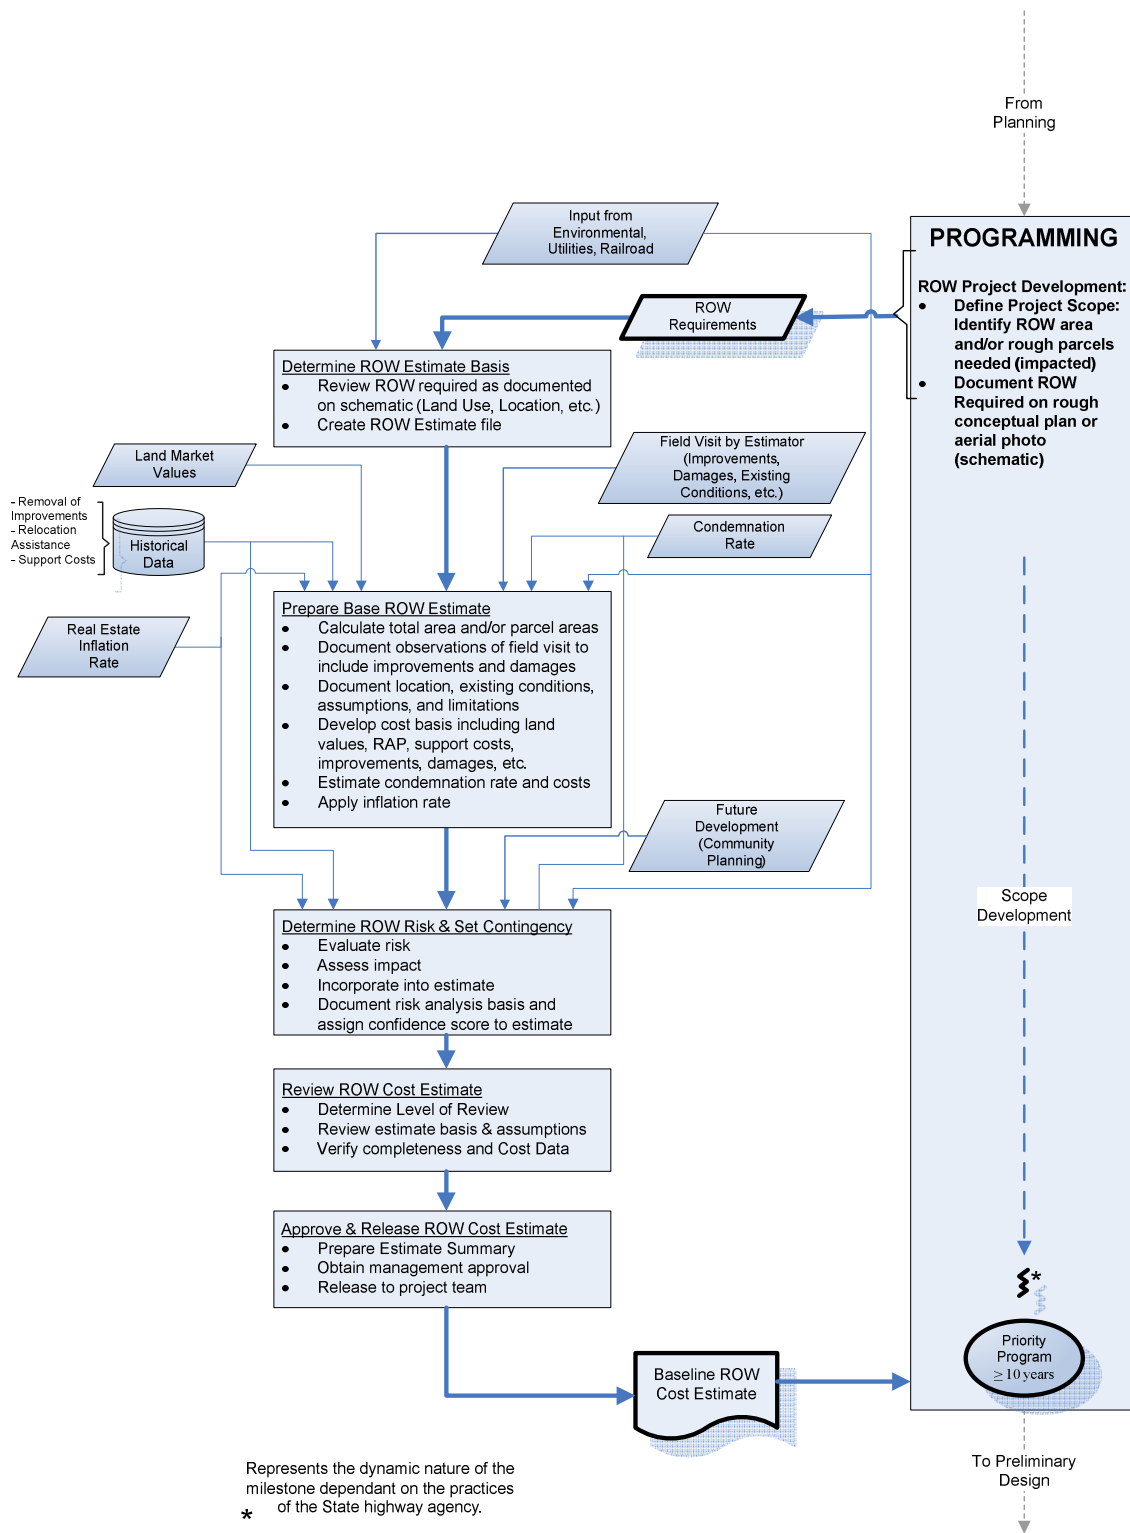 From
Planning
Input from
Environmental,
Utilities, Railroad
PROGRAMMING
ROW Project Development:
• Define Project Scope:
Identify ROW area
and/or rough parcels
needed (impacted)
• Document ROW
Required on rough
conceptual plan or
aerial photo
(schematic)
ROW
Requirements
Determine ROW Estimate Basis
• Review ROW required as documented
on schematic (Land Use, Location, etc.)
• Create ROW Estimate file
Land Market
Values
Field Visit by Estimator
(Improvements,
Damages, Existing
Conditions, etc.)
- Removal of
Improvements
- Relocation
Assistance
- Support Costs
Historical
Data
Condemnation
Rate
Real Estate
Inflation
Rate
Prepare Base ROW Estimate
• Calculate total area and/or parcel areas
• Document observations of field visit to
include improvements and damages
• Document location, existing conditions,
assumptions, and limitations
• Develop cost basis including land
values, RAP, support costs,
improvements, damages, etc.
• Estimate condemnation rate and costs
• Apply inflation rate
Future
Development
(Community
Planning)
Scope
Development
Determine ROW Risk & Set Contingency
• Evaluate risk
• Assess impact
• Incorporate into estimate
• Document risk analysis basis and
assign confidence score to estimate
Review ROW Cost Estimate
• Determine Level of Review
• Review estimate basis & assumptions
• Verify completeness and Cost Data
Approve & Release ROW Cost Estimate
• Prepare Estimate Summary
• Obtain management approval
• Release to project team
*
Priority
Program
≥ 10 years
Baseline ROW
Cost Estimate
To Preliminary
Design
Represents the dynamic nature of the
milestone dependant on the practices
* of the State highway agency.